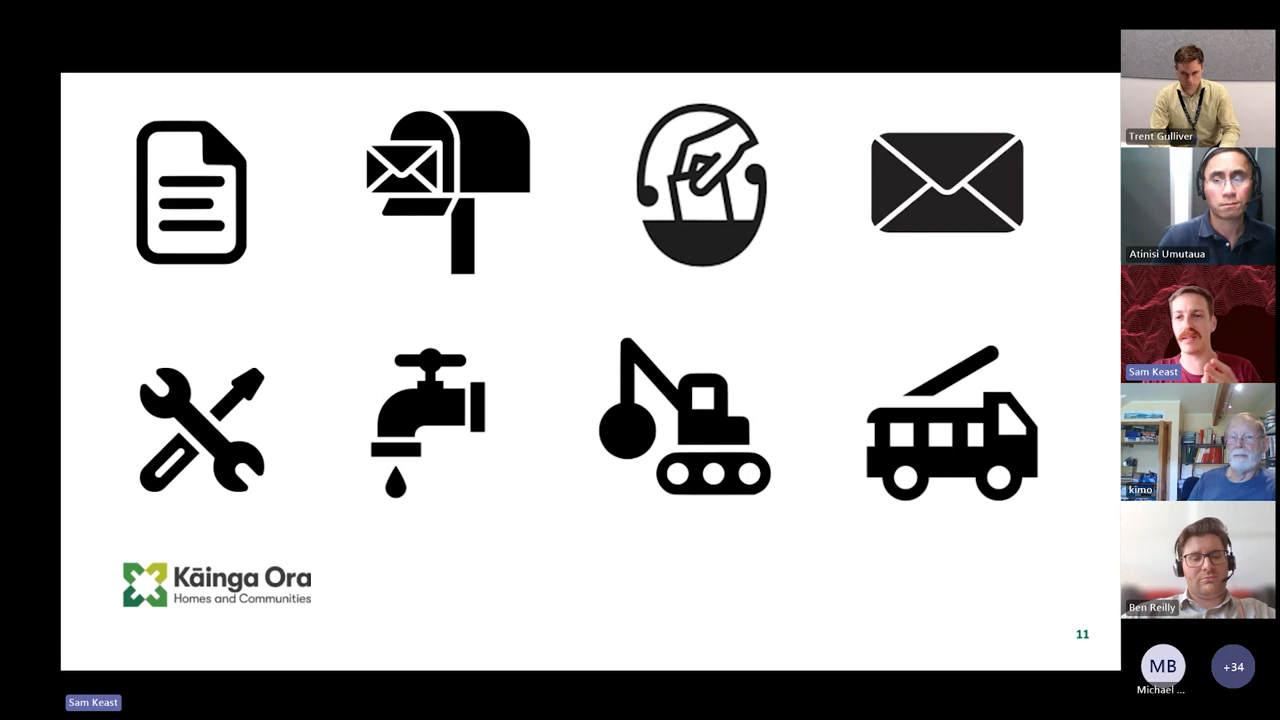 Trent Gulliver
Atinisi Umutaua
Sam Keast
kimo
Ben Reilly
Kāinga Ora
Homes and Communities
11
MB
+34
Michael ...
Sam Keast